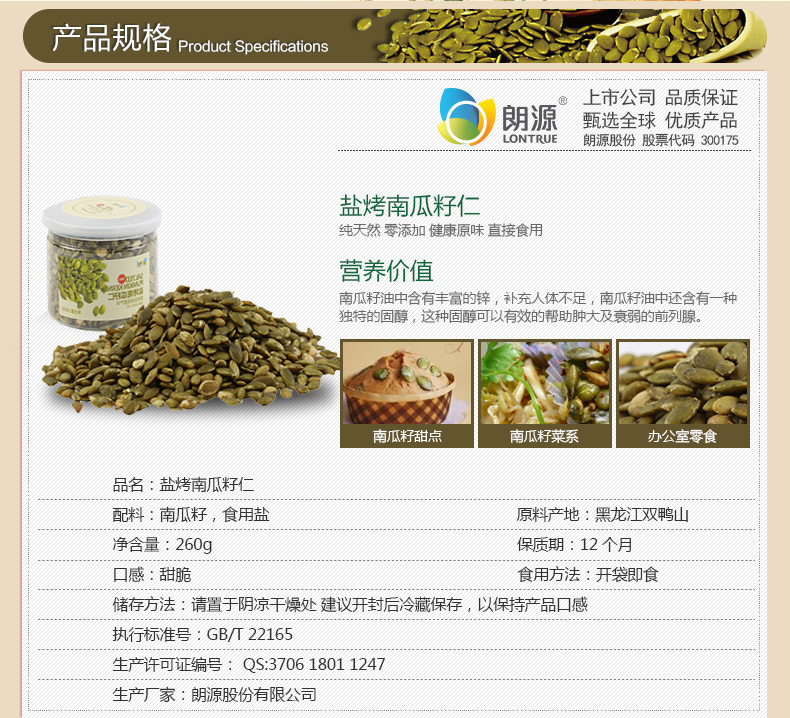 产品规格 Product Specifications
朗源®
LONTRUE
上市公司 品质保证
甄选全球 优质产品
朗源股份 股票代码 300175
盐烤南瓜籽仁
纯天然 零添加 健康原味 直接食用
营养价值
南瓜籽油中含有丰富的锌，补充人体不足，南瓜籽油中还含有一种
独特的固醇，这种固醇可以有效的帮助肿大及衰弱的前列腺。
南瓜籽甜点 南瓜籽菜系 办公室零食
品名：盐烤南瓜籽仁
配料：南瓜籽，食用盐 原料产地：黑龙江双鸭山
净含量：260g 保质期：12 个月
口感：甜脆 食用方法：开袋即食
储存方法：请置于阴凉干燥处 建议开封后冷藏保存，以保持产品口感
执行标准号：GB/T 22165
生产许可证编号： QS:3706 1801 1247
生产厂家：朗源股份有限公司